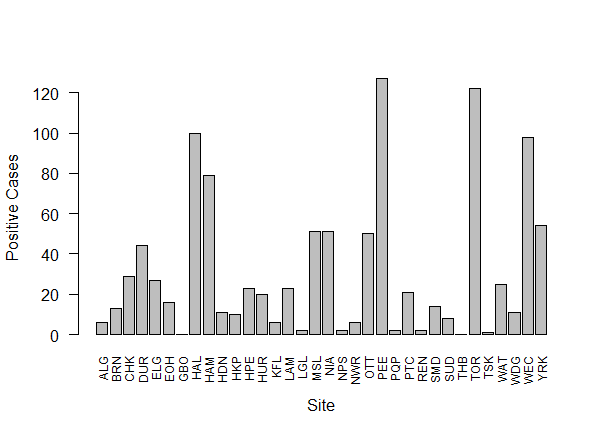 Positive Cases
120
100
80
60
40
20
0
ALG BRN CHK DUR ELG EOH GBO HAL HAM HDN HKP HPE HUR KFL LAM LGL MSL NIA NPS NWR OTT PEE PQP PTC REN SMD SUD THB TOR TSK WAT WDG WEC YRK
Site